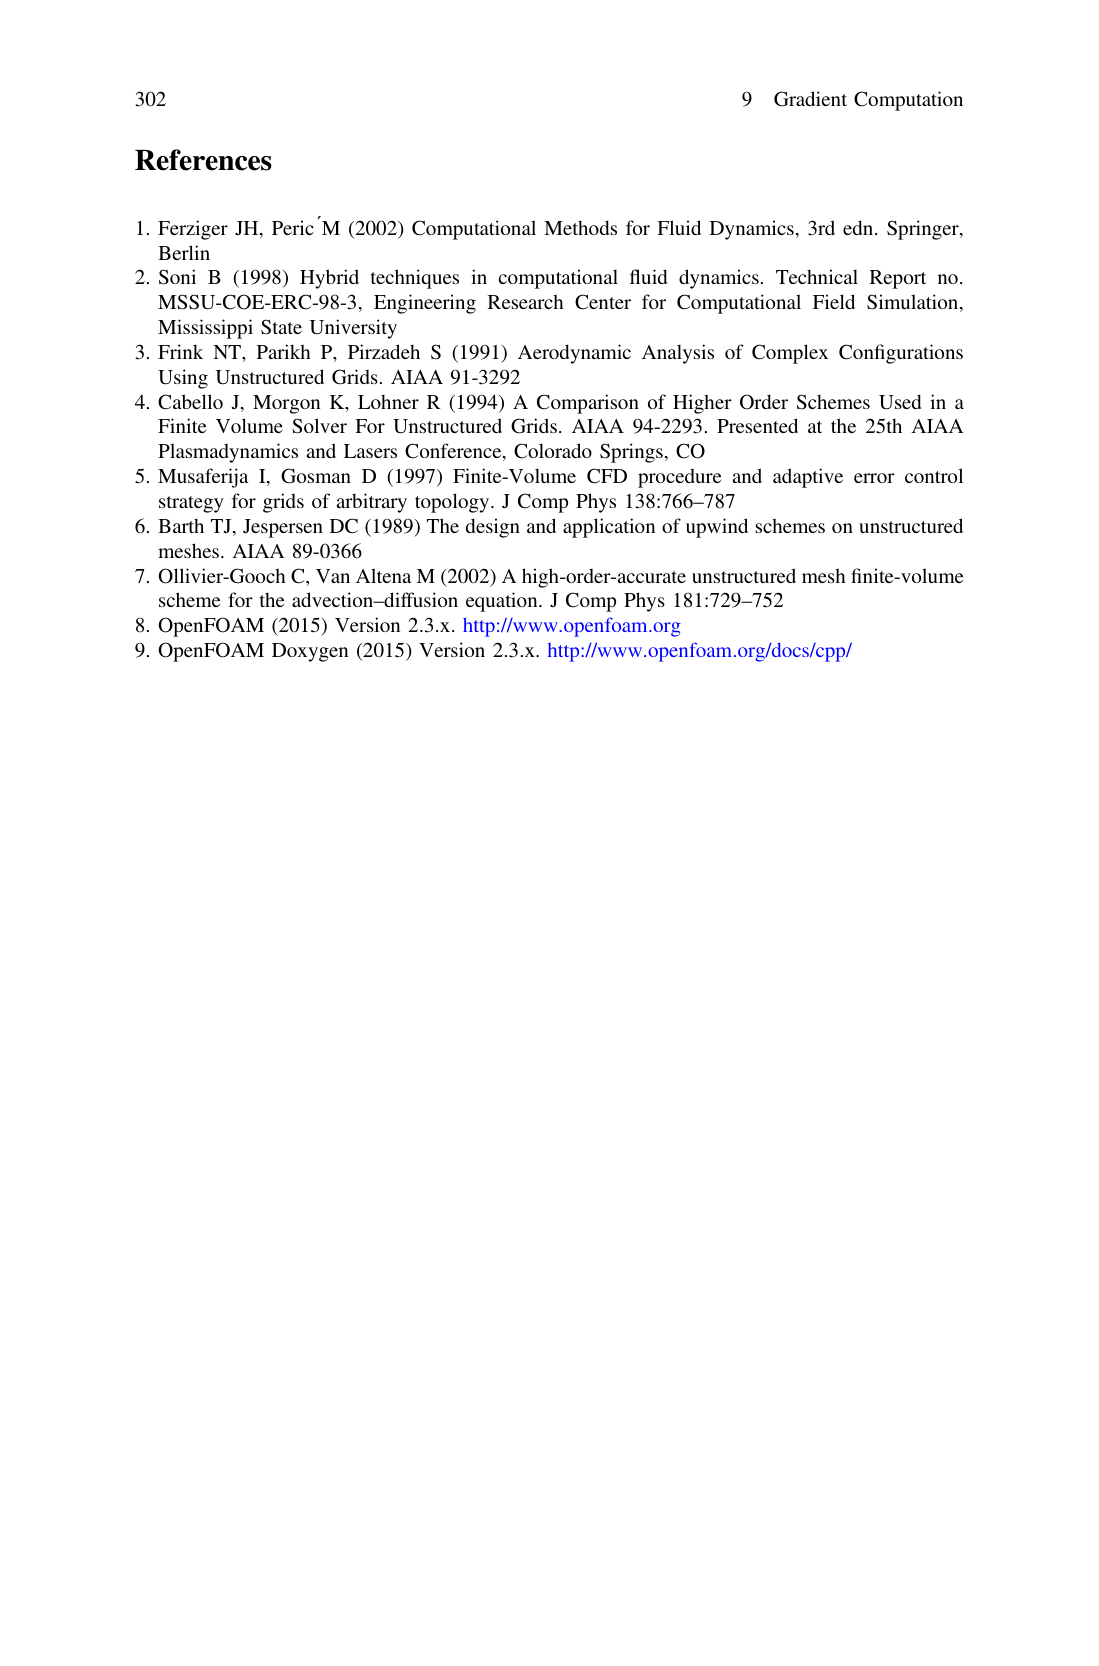 302
9 Gradient Computation
References
1. Ferziger JH, Peric´M (2002) Computational Methods for Fluid Dynamics, 3rd edn. Springer,
Berlin
2. Soni B (1998) Hybrid techniques in computational fluid dynamics. Technical Report no.
MSSU-COE-ERC-98-3, Engineering Research Center for Computational Field Simulation,
Mississippi State University
3. Frink NT, Parikh P, Pirzadeh S (1991) Aerodynamic Analysis of Complex Configurations
Using Unstructured Grids. AIAA 91-3292
4. Cabello J, Morgon K, Lohner R (1994) A Comparison of Higher Order Schemes Used in a
Finite Volume Solver For Unstructured Grids. AIAA 94-2293. Presented at the 25th AIAA
Plasmadynamics and Lasers Conference, Colorado Springs, CO
5. Musaferija I, Gosman D (1997) Finite-Volume CFD procedure and adaptive error control
strategy for grids of arbitrary topology. J Comp Phys 138:766–787
6. Barth TJ, Jespersen DC (1989) The design and application of upwind schemes on unstructured
meshes. AIAA 89-0366
7. Ollivier-Gooch C, Van Altena M (2002) A high-order-accurate unstructured mesh finite-volume
scheme for the advection–diffusion equation. J Comp Phys 181:729–752
8. OpenFOAM (2015) Version 2.3.x. http://www.openfoam.org
9. OpenFOAM Doxygen (2015) Version 2.3.x. http://www.openfoam.org/docs/cpp/